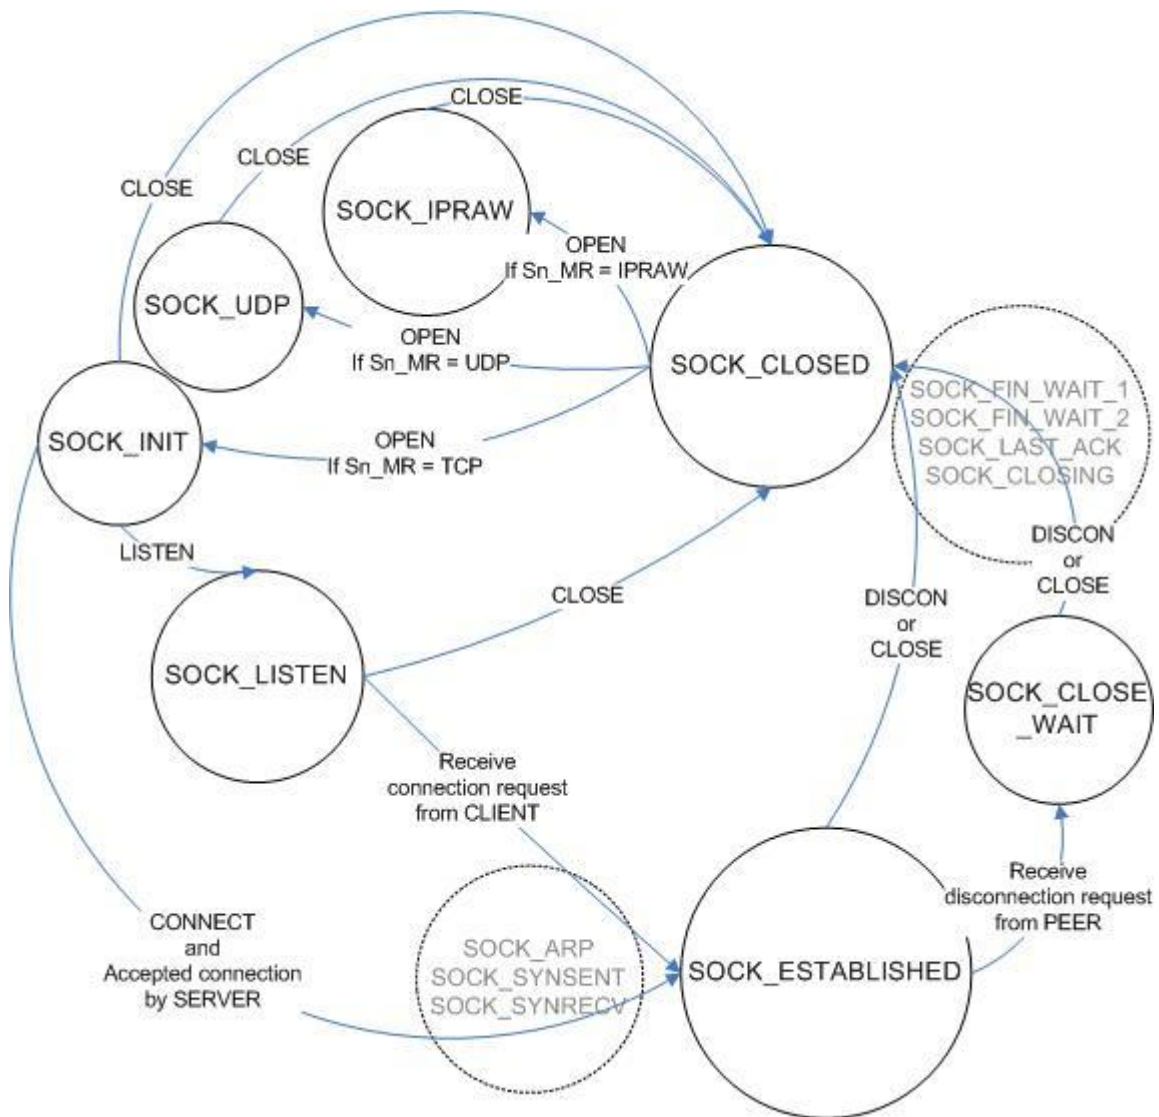 CLOSE
CLOSE
CLOSE
SOCK_IPRAW
OPEN
If Sn_MR = IPRAW
SOCK_UDP
OPEN
If Sn_MR = UDP
SOCK_CLOSED
SOCK_FIN_WAIT_1
SOCK_FIN_WAIT_2
SOCK_LAST_ACK
SOCK_CLOSING
SOCK_INIT
OPEN
If Sn_MR = TCP
LISTEN
DISCON
or
CLOSE
CLOSE
DISCON
or
CLOSE
SOCK_LISTEN
SOCK_CLOSE
_WAIT
Receive
connection request
from CLIENT
Receive
disconnection request
from PEER
CONNECT
and
Accepted connection
by SERVER
SOCK_ARP
SOCK_SYNSENT
SOCK_SYNRECV
SOCK_ESTABLISHED